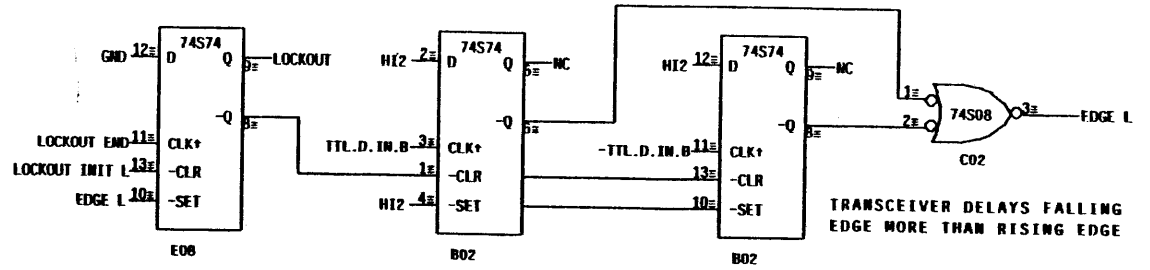 74S74
GND 12 D Q 9 LOCKOUT
-Q 8
LOCKOUT END 11 CLK↑
LOCKOUT INIT L 13 -CLR
EDGE L 10 -SET
E08
74S74
HI2 2 D Q 5 NC
-Q 6
TTL.D.IN.B 3 CLK↑
1 -CLR
HI2 4 -SET
B02
74S74
HI2 12 D Q 9 NC
-Q 8
-TTL.D.IN.B 11 CLK↑
13 -CLR
10 -SET
B02
1
2 74S08 3 EDGE L
C02
TRANSCEIVER DELAYS FALLING
EDGE MORE THAN RISING EDGE